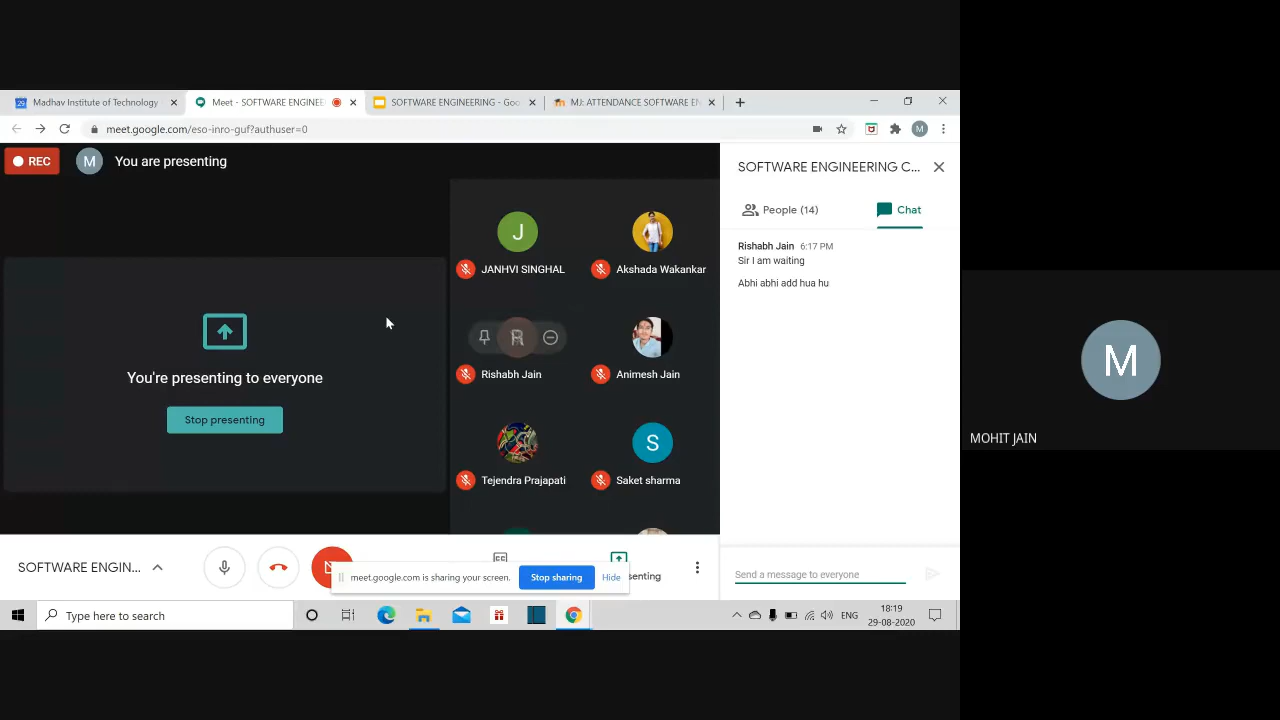 Madhav Institute of Technology
Meet - SOFTWARE ENGINEE
SOFTWARE ENGINEERING - Goo
MJ: ATTENDANCE SOFTWARE EN
meet.google.com/eso-inro-guf?authuser=0
M
REC
M
You are presenting
SOFTWARE ENGINEERING C...
People (14)
Chat
Rishabh Jain 6:17 PM
Sir I am waiting
Abhi abhi add hua hu
J
JANHVI SINGHAL
Akshada Wakankar
R
Rishabh Jain
Animesh Jain
You're presenting to everyone
Stop presenting
Tejendra Prajapati
S
Saket sharma
M
MOHIT JAIN
SOFTWARE ENGIN...
CC
meet.google.com is sharing your screen.
Stop sharing
Hide
Send a message to everyone
Type here to search
ENG
18:19
29-08-2020